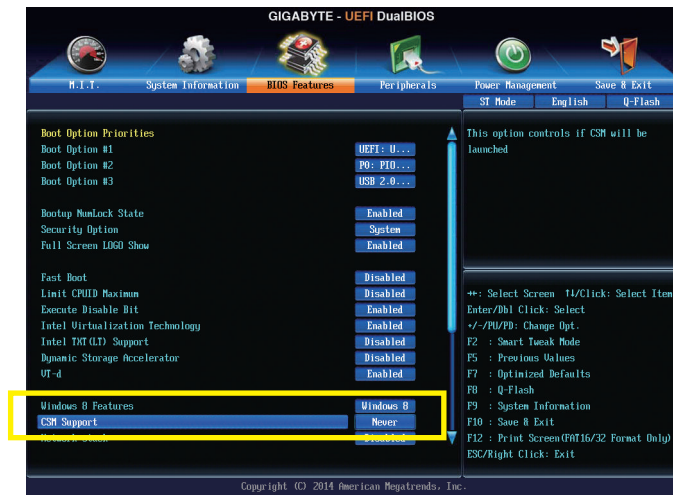 GIGABYTE - UEFI DualBIOS
M.I.T. System Information BIOS Features Peripherals Power Management Save & Exit
ST Mode English Q-Flash
Boot Option Priorities
Boot Option #1 UEFI: U...
Boot Option #2 P0: PIO...
Boot Option #3 USB 2.0...
Bootup NumLock State Enabled
Security Option System
Full Screen LOGO Show Enabled
Fast Boot Disabled
Limit CPUID Maximum Disabled
Execute Disable Bit Enabled
Intel Virtualization Technology Enabled
Intel TXT(LT) Support Disabled
Dynamic Storage Accelerator Disabled
VT-d Enabled
Windows 8 Features Windows 8
CSM Support Never
Network stack Disabled
This option controls if CSM will be
launched
→←: Select Screen ↑↓/Click: Select Item
Enter/Dbl Click: Select
+/-/PU/PD: Change Opt.
F2 : Smart Tweak Mode
F5 : Previous Values
F7 : Optimized Defaults
F8 : Q-Flash
F9 : System Information
F10 : Save & Exit
F12 : Print Screen(FAT16/32 Format Only)
ESC/Right Click: Exit
Copyright (C) 2014 American Megatrends, Inc.